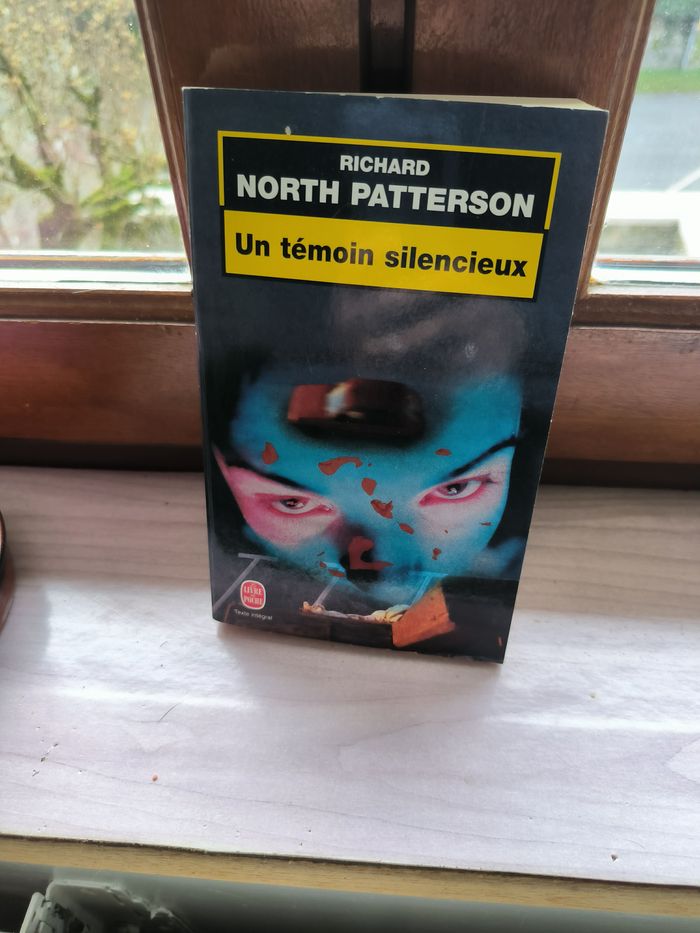 RICHARD
NORTH PATTERSON
Un témoin silencieux
LE LIVRE
DE
POCHE
Texte intégral